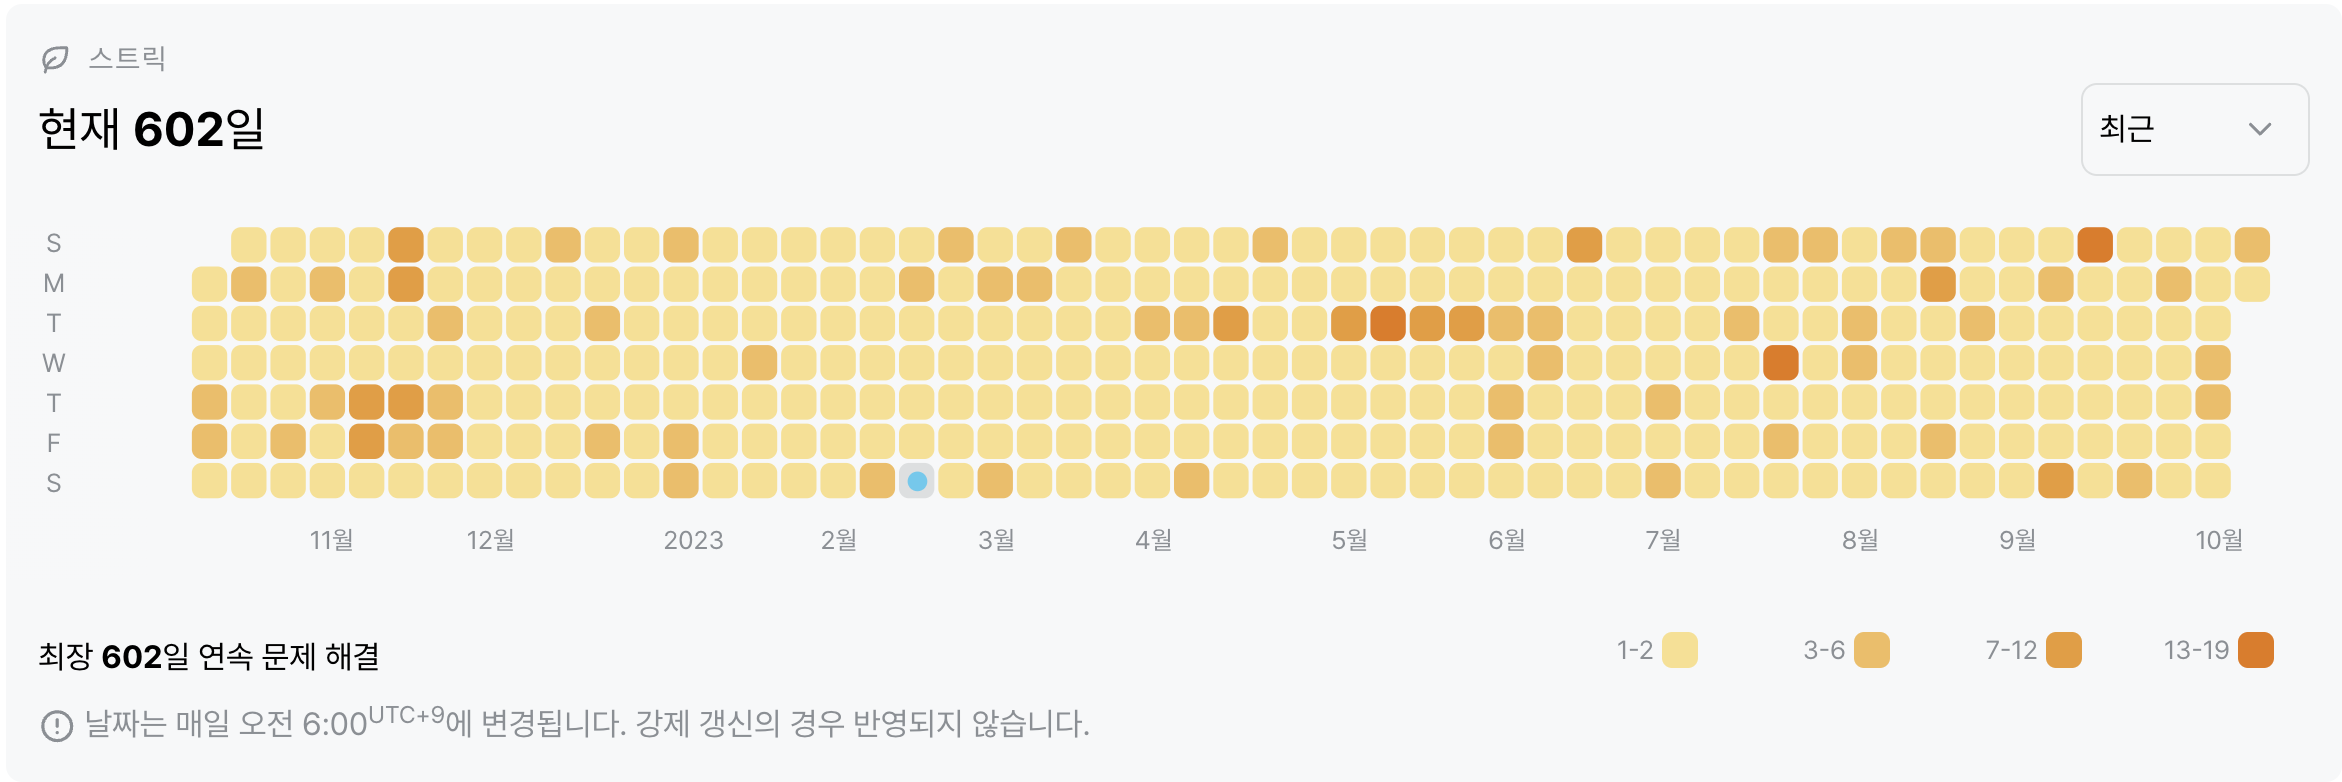 스트릭
현재 602일
최근
S
M
T
W
T
F
S
11월 12월 2023 2월 3월 4월 5월 6월 7월 8월 9월 10월
최장 602일 연속 문제 해결
1-2 3-6 7-12 13-19
날짜는 매일 오전 6:00UTC+9에 변경됩니다. 강제 갱신의 경우 반영되지 않습니다.